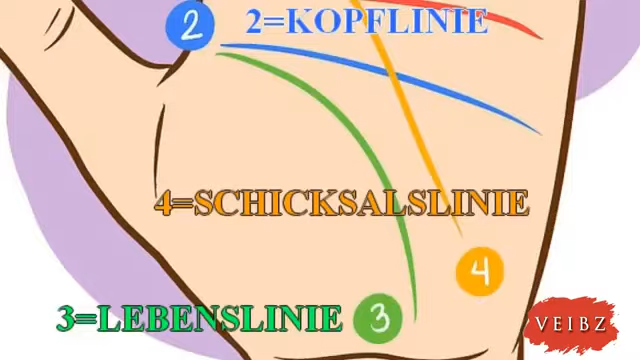 2
2=KOPFLINIE
4=SCHICKSALSLINIE
4
3=LEBENSLINIE
3
VEIBZ